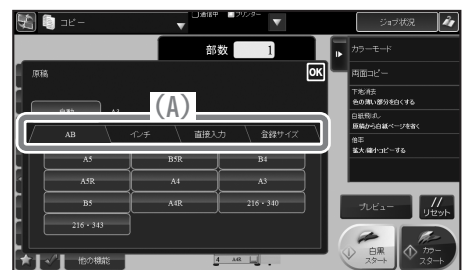 コピー
通信中 プリンター
ジョブ状況
部数 1
カラーモード
原稿
OK
両面コピー
下地消去
色の薄い部分を白くする
自動 A3
(A)
白紙飛ばし
原稿から白紙ページを省く
AB インチ 直接入力 登録サイズ
倍率
拡大/縮小コピーする
A5 B5R B4
A5R A4 A3
B5 A4R 216・340
プレビュー
リセット
216・343
白黒
スタート
カラー
スタート
他の機能
4 A4R